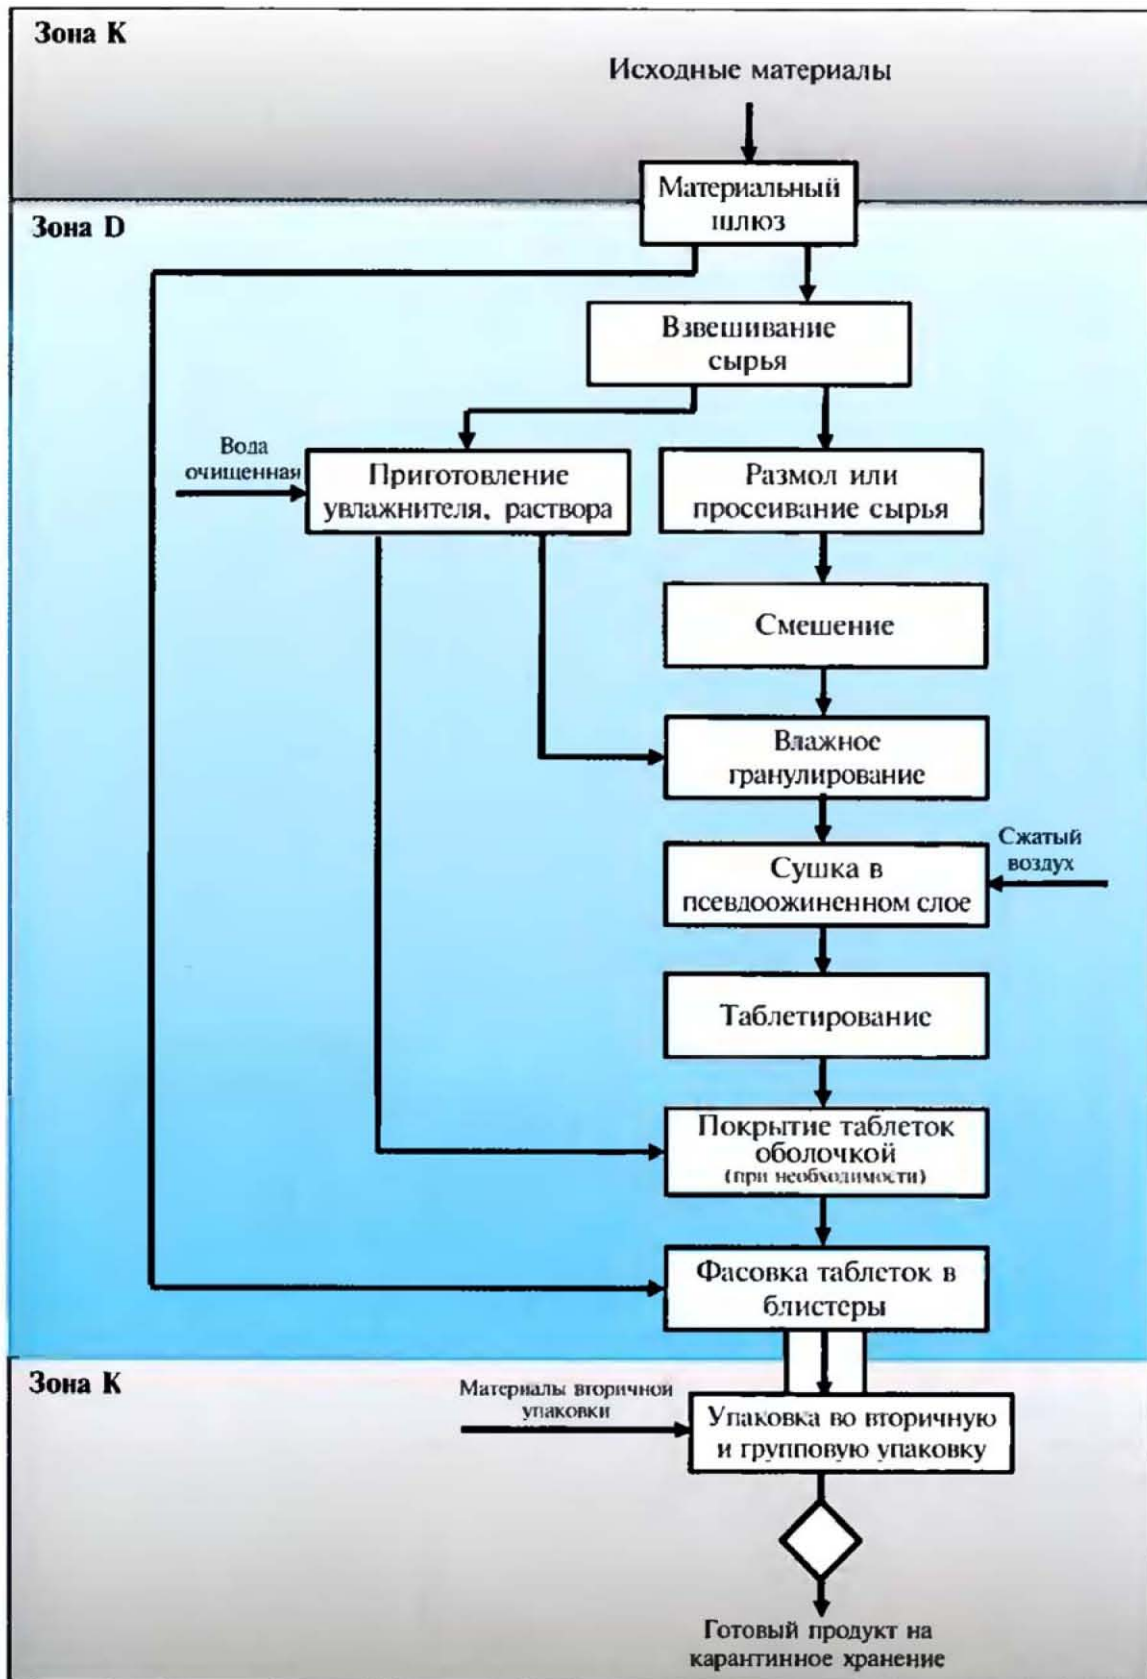 Зона K
Исходные материалы
Материальный
шлюз
Зона D
Взвешивание
сырья
Вода
очищенная
Приготовление
увлажнителя, раствора
Размол или
просеивание сырья
Смешение
Влажное
гранулирование
Сжатый
воздух
Сушка в
псевдоожиненном слое
Таблетирование
Покрытие таблеток
оболочкой
(при необходимости)
Фасовка таблеток в
блистеры
Зона K
Материалы вторичной
упаковки
Упаковка во вторичную
и групповую упаковку
Готовый продукт на
карантинное хранение